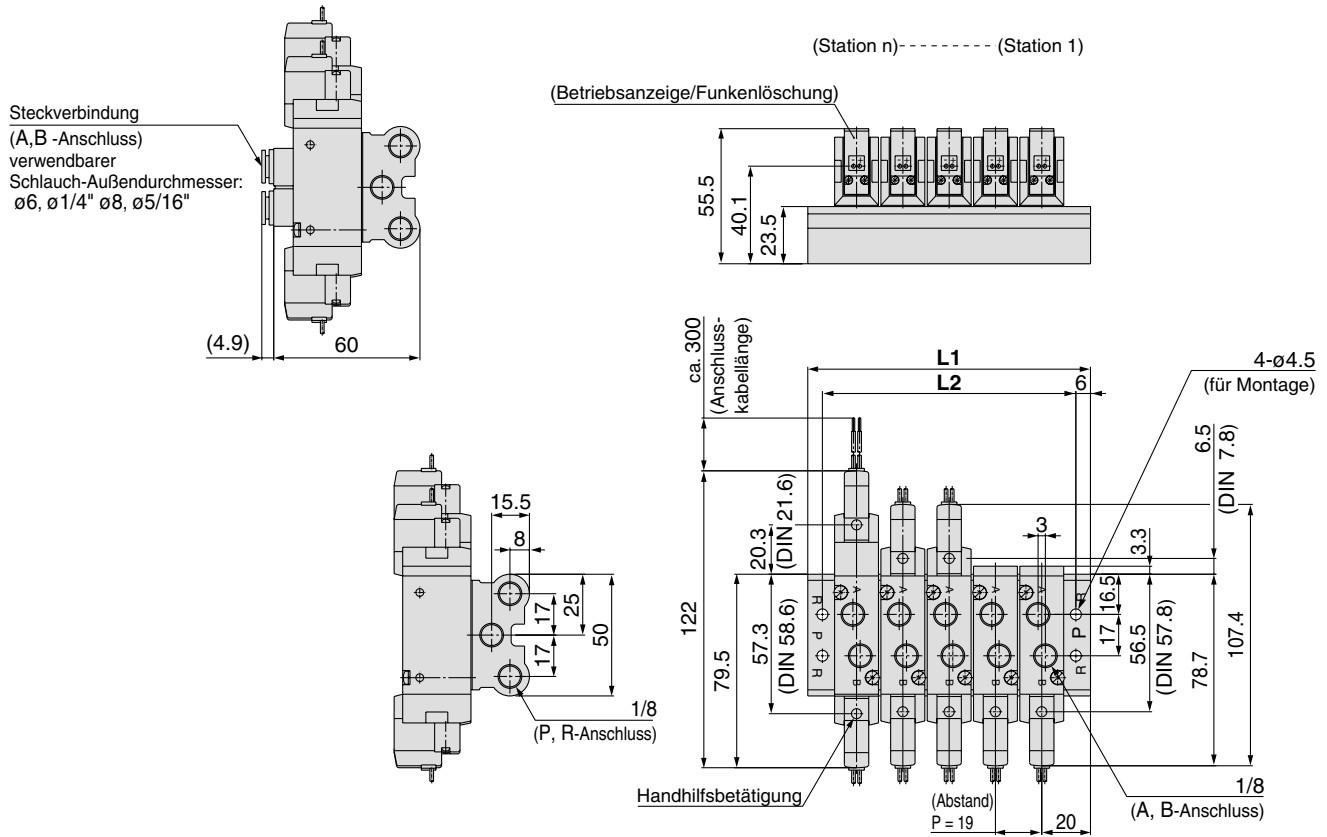 (Station n)---------- (Station 1)
(Betriebsanzeige/Funkenlöschung)
Steckverbindung
(A,B -Anschluss)
verwendbarer
Schlauch-Außendurchmesser:
ø6, ø1/4" ø8, ø5/16"
55.5
40.1
23.5
(4.9)
60
ca. 300
(Anschluss-
kabellänge)
L1
L2
6
4-ø4.5
(für Montage)
6.5
(DIN 7.8)
15.5
8
17
17
25
50
1/8
(P, R-Anschluss)
122
79.5
20.3
(DIN 21.6)
57.3
(DIN 58.6)
3
3.3
16.5
17
56.5
(DIN 57.8)
78.7
107.4
R
P
R
A
A
A
A
A
B
B
B
B
B
R
P
R
Handhilfsbetätigung
(Abstand)
P = 19
20
1/8
(A, B-Anschluss)